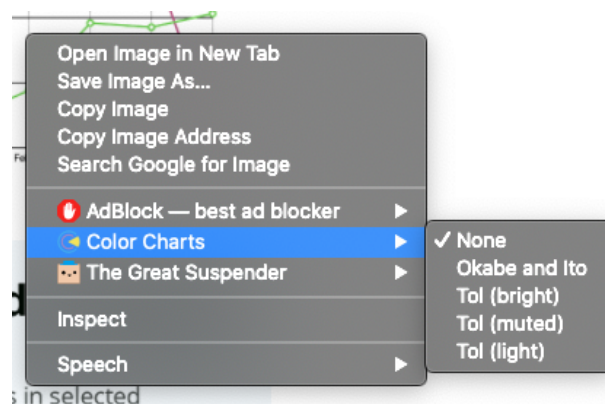 Fe
Open Image in New Tab
Save Image As...
Copy Image
Copy Image Address
Search Google for Image
AdBlock — best ad blocker
Color Charts
The Great Suspender
Inspect
Speech
None
Okabe and Ito
Tol (bright)
Tol (muted)
Tol (light)
d
s in selected